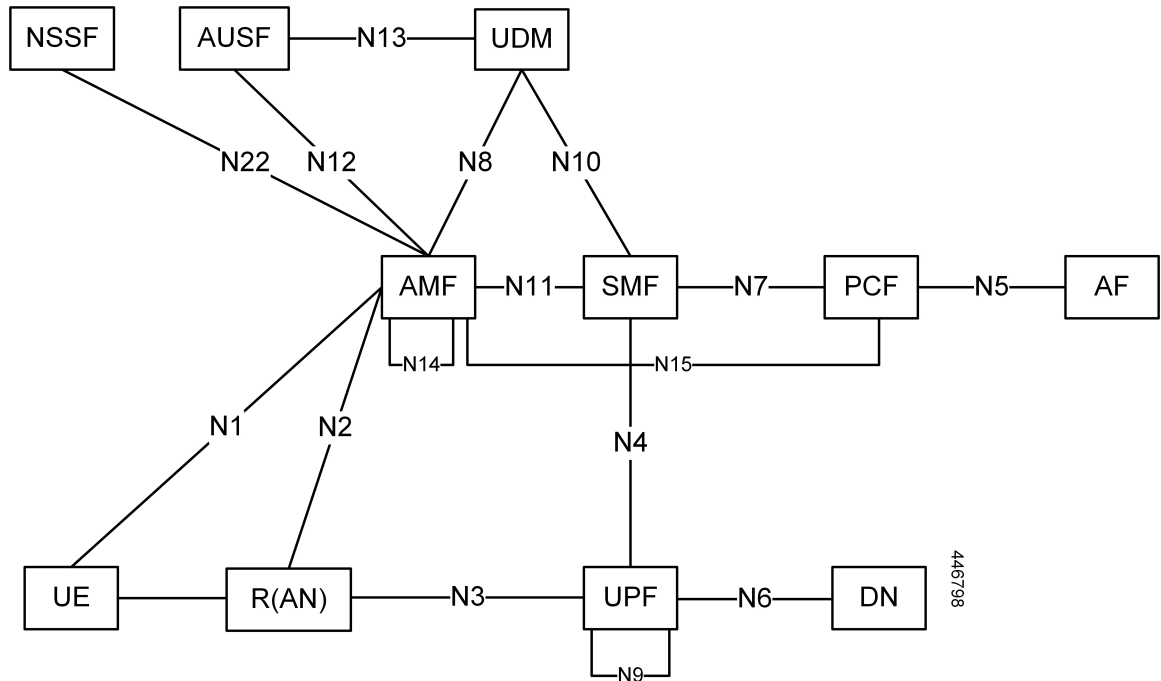 NSSF
AUSF
N13
UDM
N22
N12
N8
N10
AMF
N11
SMF
N7
PCF
N5
AF
N14
N15
N1
N2
N4
UE
R(AN)
N3
UPF
N6
DN
446798
N9